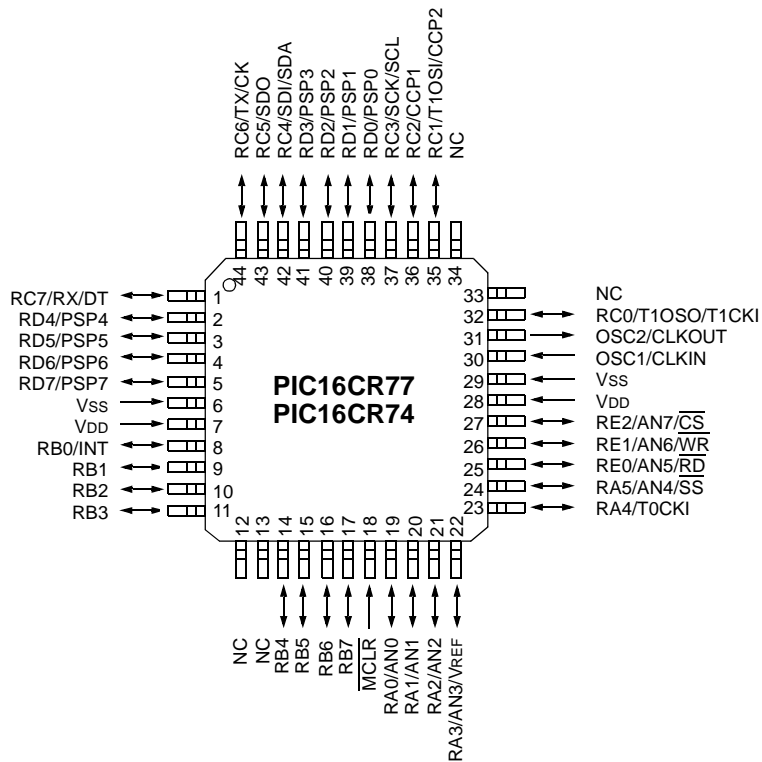 RC6/TX/CK
RC5/SDO
RC4/SDI/SDA
RD3/PSP3
RD2/PSP2
RD1/PSP1
RD0/PSP0
RC3/SCK/SCL
RC2/CCP1
RC1/T1OSI/CCP2
NC
44
43
42
41
40
39
38
37
36
35
34
RC7/RX/DT 1
RD4/PSP4 2
RD5/PSP5 3
RD6/PSP6 4
RD7/PSP7 5
VSS 6
VDD 7
RB0/INT 8
RB1 9
RB2 10
RB3 11
PIC16CR77
PIC16CR74
33 NC
32 RC0/T1OSO/T1CKI
31 OSC2/CLKOUT
30 OSC1/CLKIN
29 VSS
28 VDD
27 RE2/AN7/CS
26 RE1/AN6/WR
25 RE0/AN5/RD
24 RA5/AN4/SS
23 RA4/T0CKI
12
13
14
15
16
17
18
19
20
21
22
NC
NC
RB4
RB5
RB6
RB7
MCLR
RA0/AN0
RA1/AN1
RA2/AN2
RA3/AN3/VREF